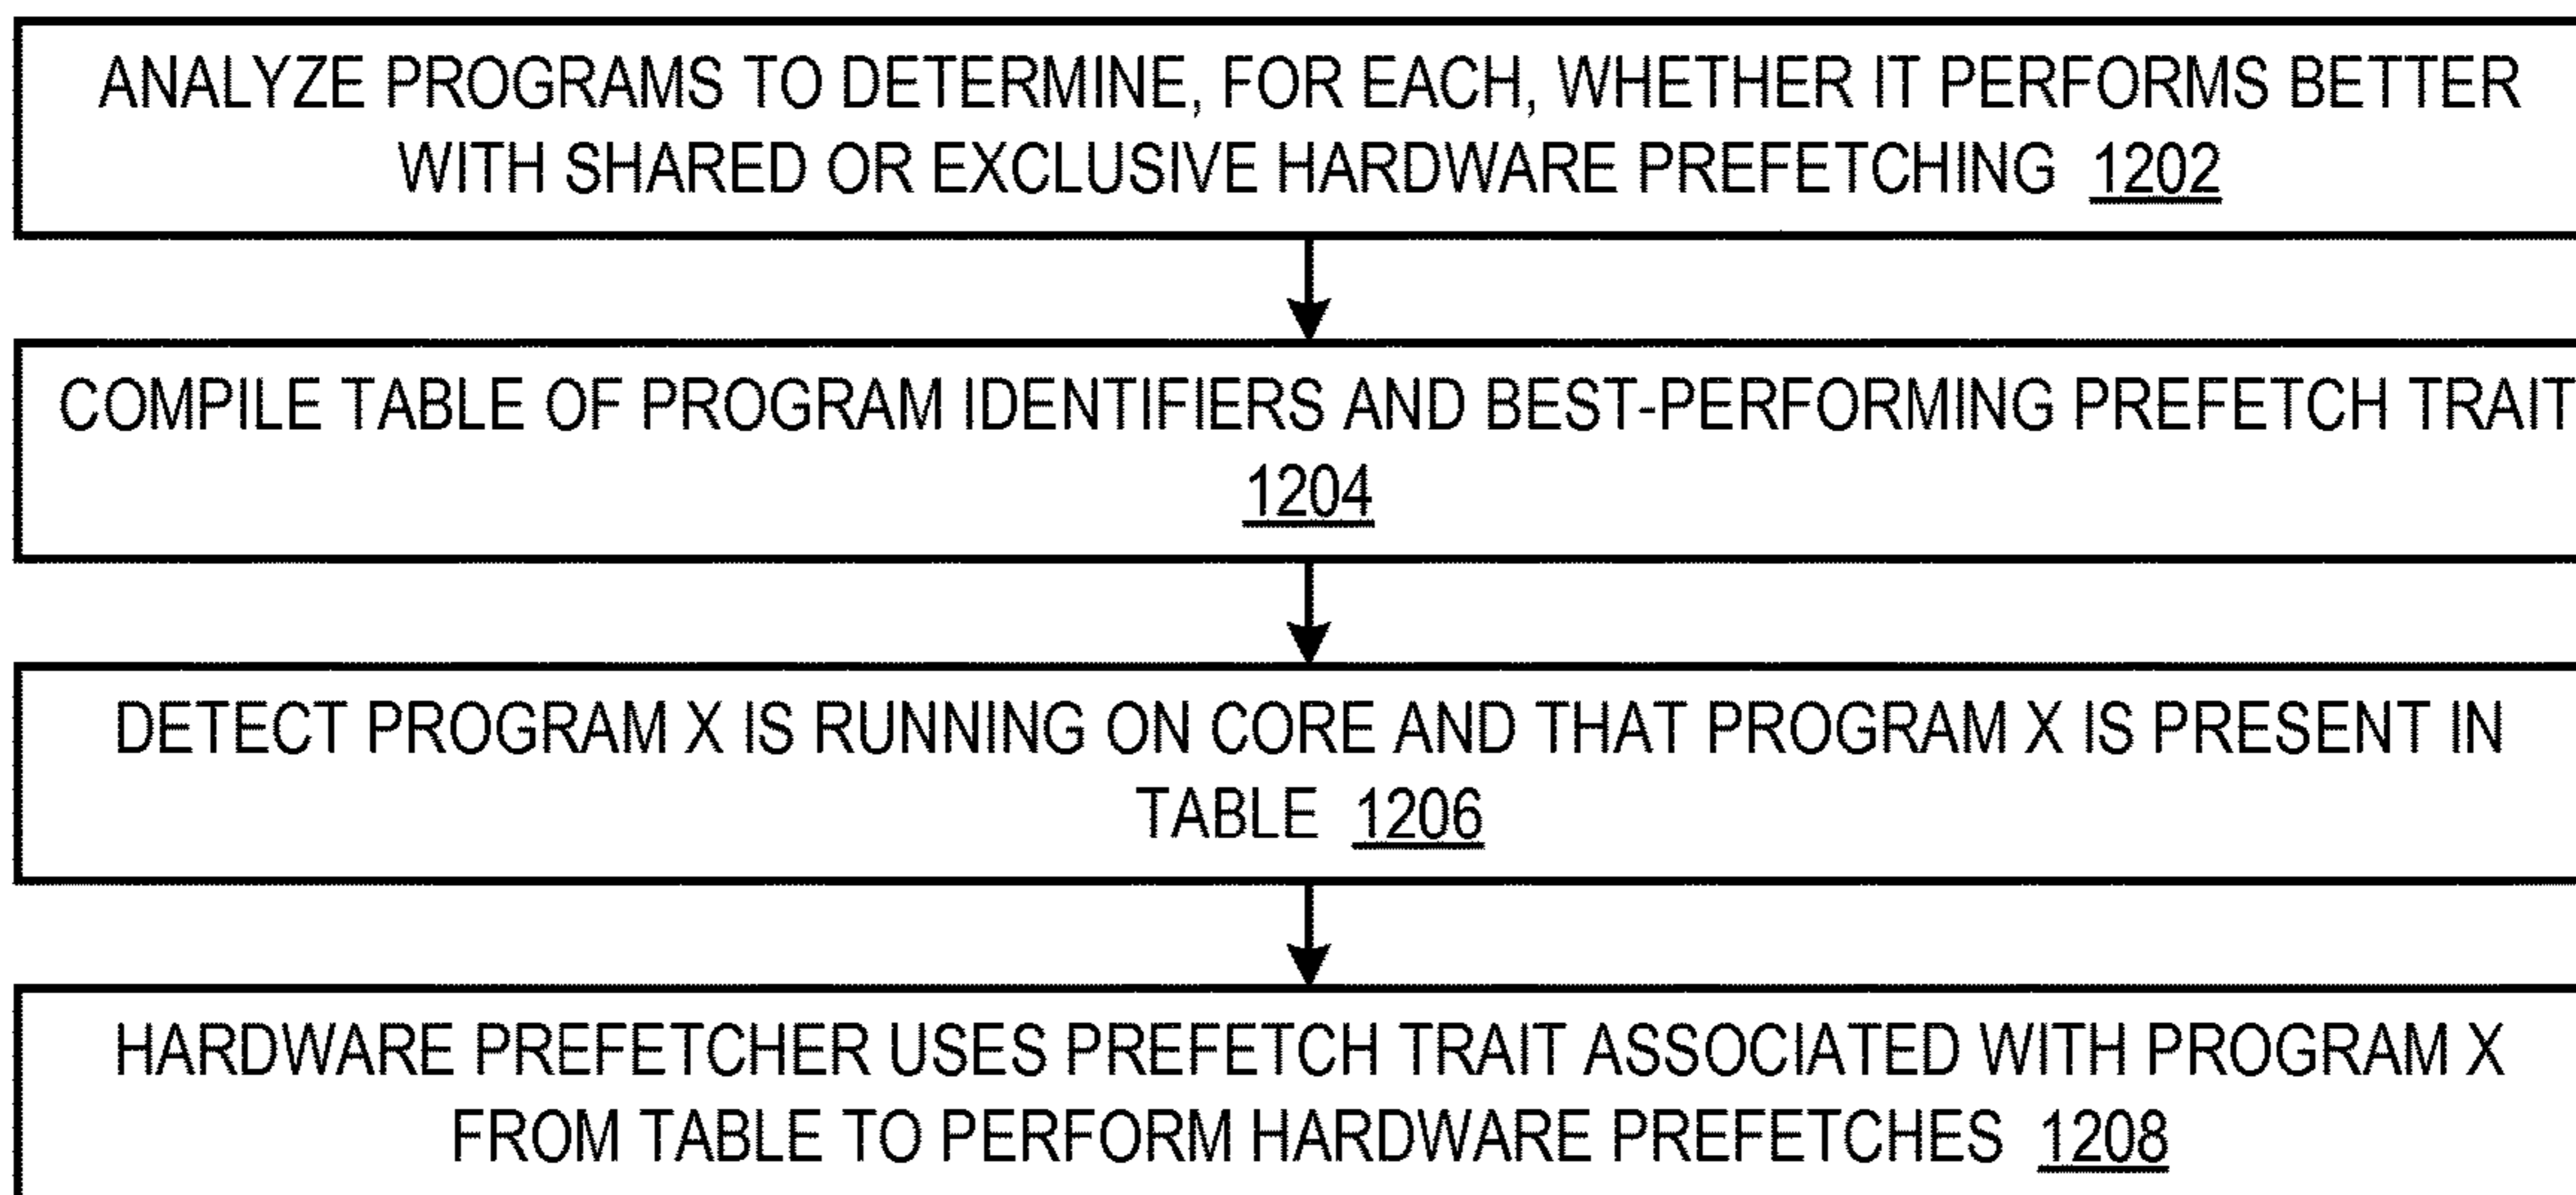 ANALYZE PROGRAMS TO DETERMINE, FOR EACH, WHETHER IT PERFORMS BETTER
WITH SHARED OR EXCLUSIVE HARDWARE PREFETCHING 1202
COMPILE TABLE OF PROGRAM IDENTIFIERS AND BEST-PERFORMING PREFETCH TRAIT
1204
DETECT PROGRAM X IS RUNNING ON CORE AND THAT PROGRAM X IS PRESENT IN
TABLE 1206
HARDWARE PREFETCHER USES PREFETCH TRAIT ASSOCIATED WITH PROGRAM X
FROM TABLE TO PERFORM HARDWARE PREFETCHES 1208